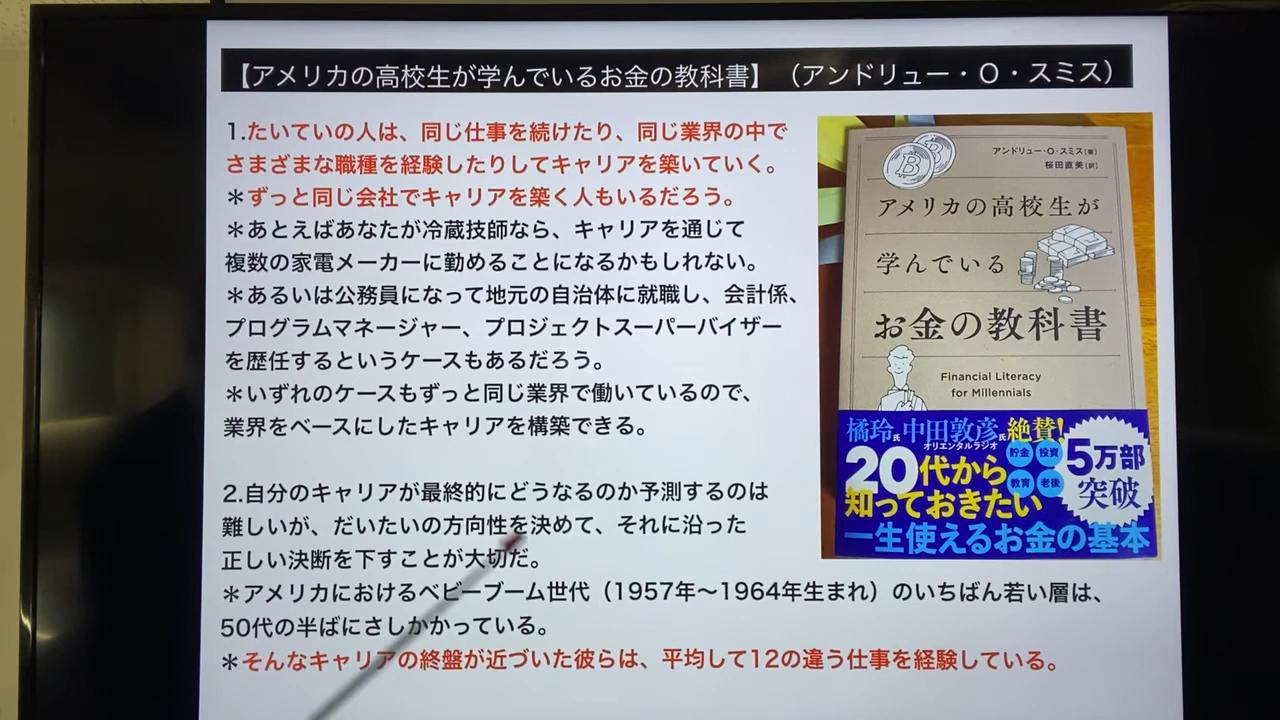 【アメリカの高校生が学んでいるお金の教科書】（アンドリュー・O・スミス）
1.たいていの人は、同じ仕事を続けたり、同じ業界の中で
さまざまな職種を経験したりしてキャリアを築いていく。
＊ずっと同じ会社でキャリアを築く人もいるだろう。
＊あとえばあなたが冷蔵技師なら、キャリアを通じて
複数の家電メーカーに勤めることになるかもしれない。
＊あるいは公務員になって地元の自治体に就職し、会計係、
プログラムマネージャー、プロジェクトスーパーバイザー
を歴任するというケースもあるだろう。
＊いずれのケースもずっと同じ業界で働いているので、
業界をベースにしたキャリアを構築できる。
2.自分のキャリアが最終的にどうなるのか予測するのは
難しいが、だいたいの方向性を決めて、それに沿った
正しい決断を下すことが大切だ。
＊アメリカにおけるベビーブーム世代（1957年〜1964年生まれ）のいちばん若い層は、
50代の半ばにさしかかっている。
＊そんなキャリアの終盤が近づいた彼らは、平均して12の違う仕事を経験している。
アンドリュー・O・スミス[著]
桜田直美[訳]
アメリカの高校生が
学んでいる
お金の教科書
Financial Literacy
for Millennials
橘玲氏 中田敦彦氏 絶賛!
オリエンタルラジオ
20代から
知っておきたい
一生使えるお金の基本
貯金 投資
教育 老後
5万部
突破